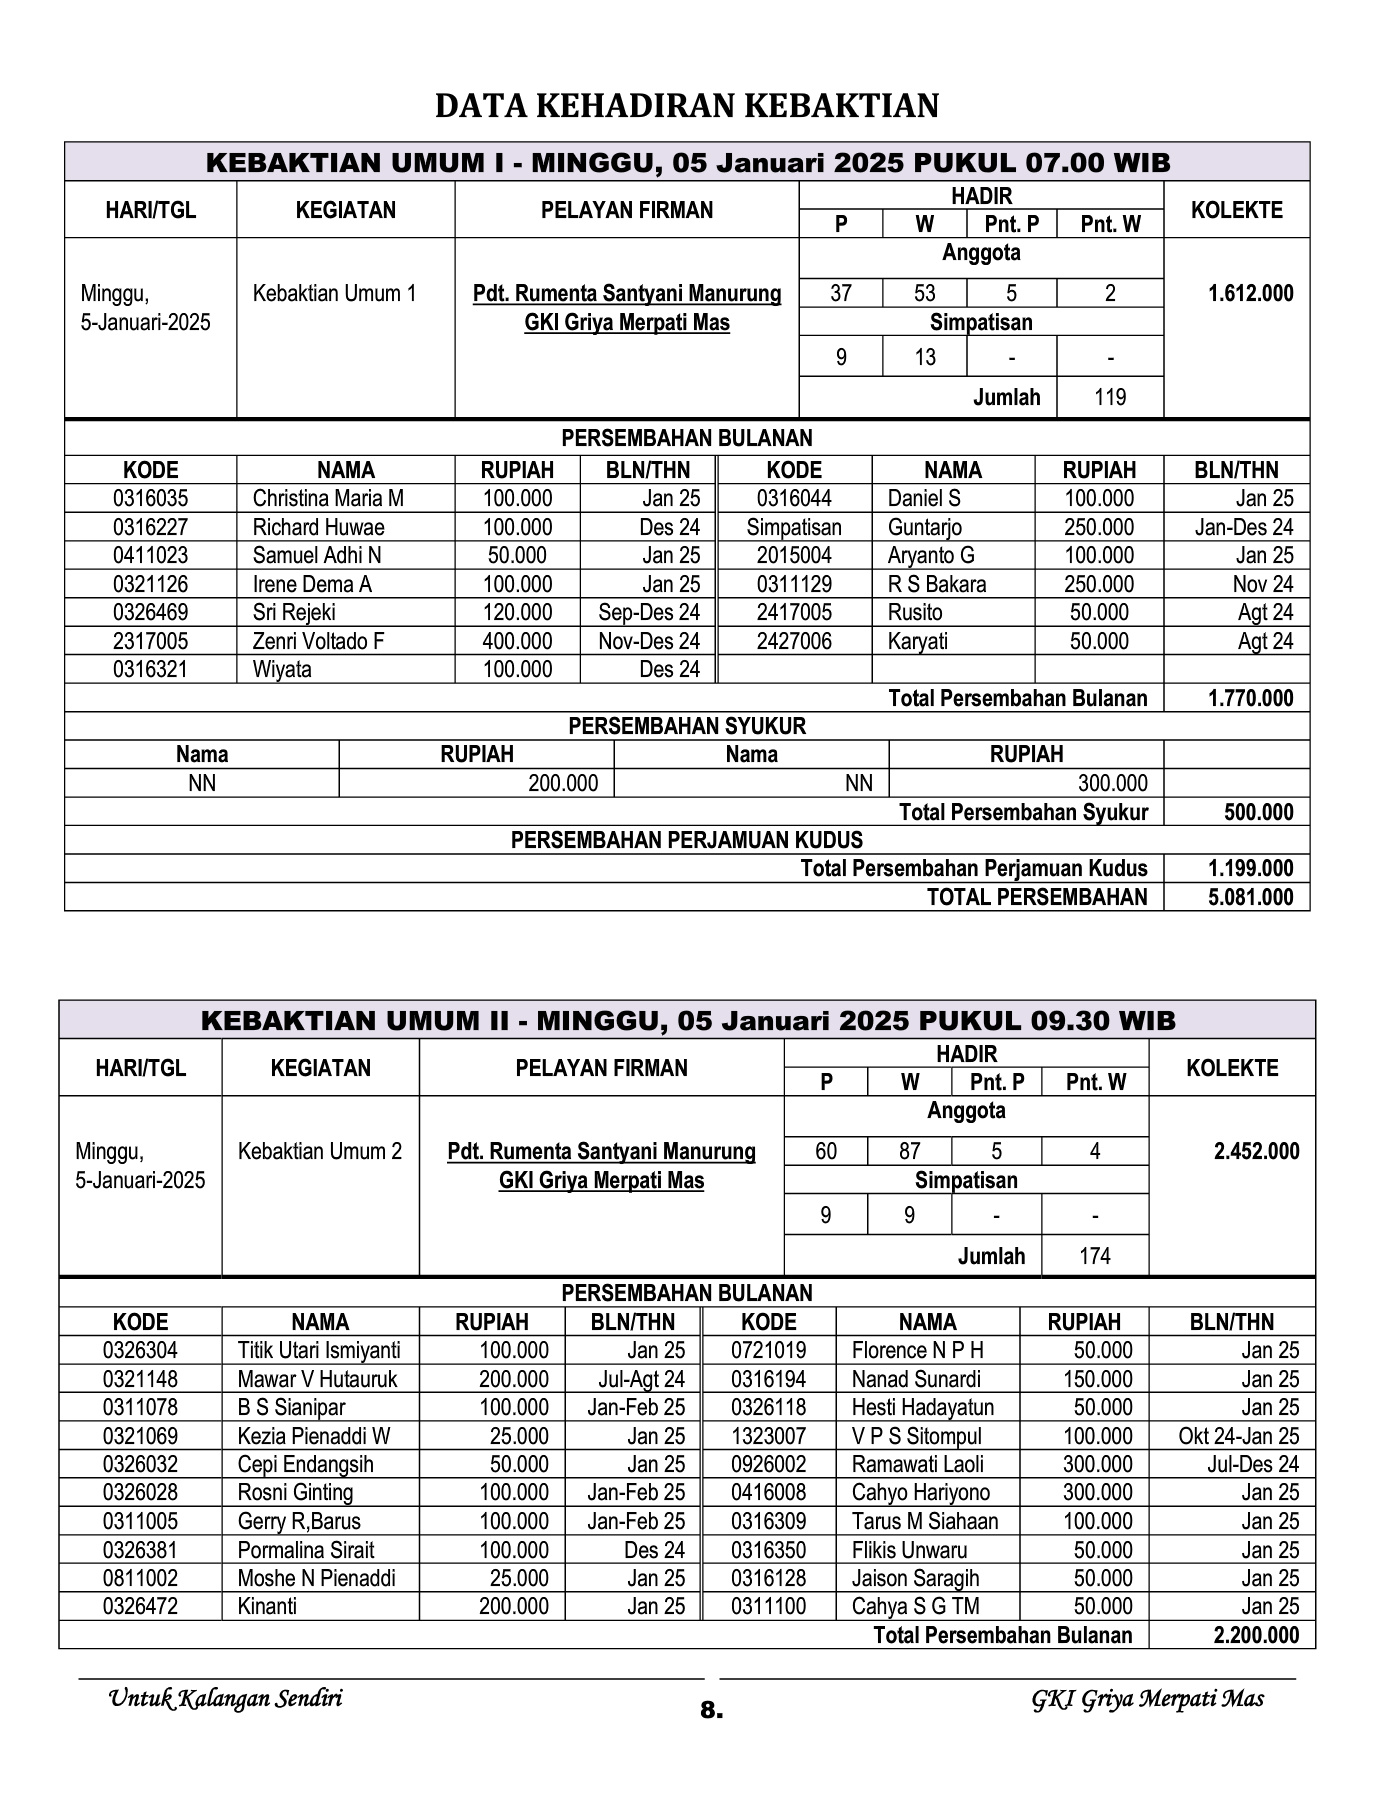 DATA KEHADIRAN KEBAKTIAN
KEBAKTIAN UMUM I - MINGGU, 05 Januari 2025 PUKUL 07.00 WIB
HARI/TGL KEGIATAN PELAYAN FIRMAN HADIR KOLEKTE
P W Pnt. P Pnt. W
Anggota
Minggu, Kebaktian Umum 1 Pdt. Rumenta Santyani Manurung 37 53 5 2 1.612.000
5-Januari-2025 GKI Griya Merpati Mas Simpatisan
9 13 - -
Jumlah 119
PERSEMBAHAN BULANAN
KODE NAMA RUPIAH BLN/THN KODE NAMA RUPIAH BLN/THN
0316035 Christina Maria M 100.000 Jan 25 0316044 Daniel S 100.000 Jan 25
0316227 Richard Huwae 100.000 Des 24 Simpatisan Guntarjo 250.000 Jan-Des 24
0411023 Samuel Adhi N 50.000 Jan 25 2015004 Aryanto G 100.000 Jan 25
0321126 Irene Dema A 100.000 Jan 25 0311129 R S Bakara 250.000 Nov 24
0326469 Sri Rejeki 120.000 Sep-Des 24 2417005 Rusito 50.000 Agt 24
2317005 Zenri Voltado F 400.000 Nov-Des 24 2427006 Karyati 50.000 Agt 24
0316321 Wiyata 100.000 Des 24
Total Persembahan Bulanan 1.770.000
PERSEMBAHAN SYUKUR
Nama RUPIAH Nama RUPIAH
NN 200.000 NN 300.000
Total Persembahan Syukur 500.000
PERSEMBAHAN PERJAMUAN KUDUS
Total Persembahan Perjamuan Kudus 1.199.000
TOTAL PERSEMBAHAN 5.081.000
KEBAKTIAN UMUM II - MINGGU, 05 Januari 2025 PUKUL 09.30 WIB
HARI/TGL KEGIATAN PELAYAN FIRMAN HADIR KOLEKTE
P W Pnt. P Pnt. W
Anggota
Minggu, Kebaktian Umum 2 Pdt. Rumenta Santyani Manurung 60 87 5 4 2.452.000
5-Januari-2025 GKI Griya Merpati Mas Simpatisan
9 9 - -
Jumlah 174
PERSEMBAHAN BULANAN
KODE NAMA RUPIAH BLN/THN KODE NAMA RUPIAH BLN/THN
0326304 Titik Utari Ismiyanti 100.000 Jan 25 0721019 Florence N P H 50.000 Jan 25
0321148 Mawar V Hutauruk 200.000 Jul-Agt 24 0316194 Nanad Sunardi 150.000 Jan 25
0311078 B S Sianipar 100.000 Jan-Feb 25 0326118 Hesti Hadayatun 50.000 Jan 25
0321069 Kezia Pienaddi W 25.000 Jan 25 1323007 V P S Sitompul 100.000 Okt 24-Jan 25
0326032 Cepi Endangsih 50.000 Jan 25 0926002 Ramawati Laoli 300.000 Jul-Des 24
0326028 Rosni Ginting 100.000 Jan-Feb 25 0416008 Cahyo Hariyono 300.000 Jan 25
0311005 Gerry R,Barus 100.000 Jan-Feb 25 0316309 Tarus M Siahaan 100.000 Jan 25
0326381 Pormalina Sirait 100.000 Des 24 0316350 Flikis Unwaru 50.000 Jan 25
0811002 Moshe N Pienaddi 25.000 Jan 25 0316128 Jaison Saragih 50.000 Jan 25
0326472 Kinanti 200.000 Jan 25 0311100 Cahya S G TM 50.000 Jan 25
Total Persembahan Bulanan 2.200.000
Untuk Kalangan Sendiri 8. GKI Griya Merpati Mas